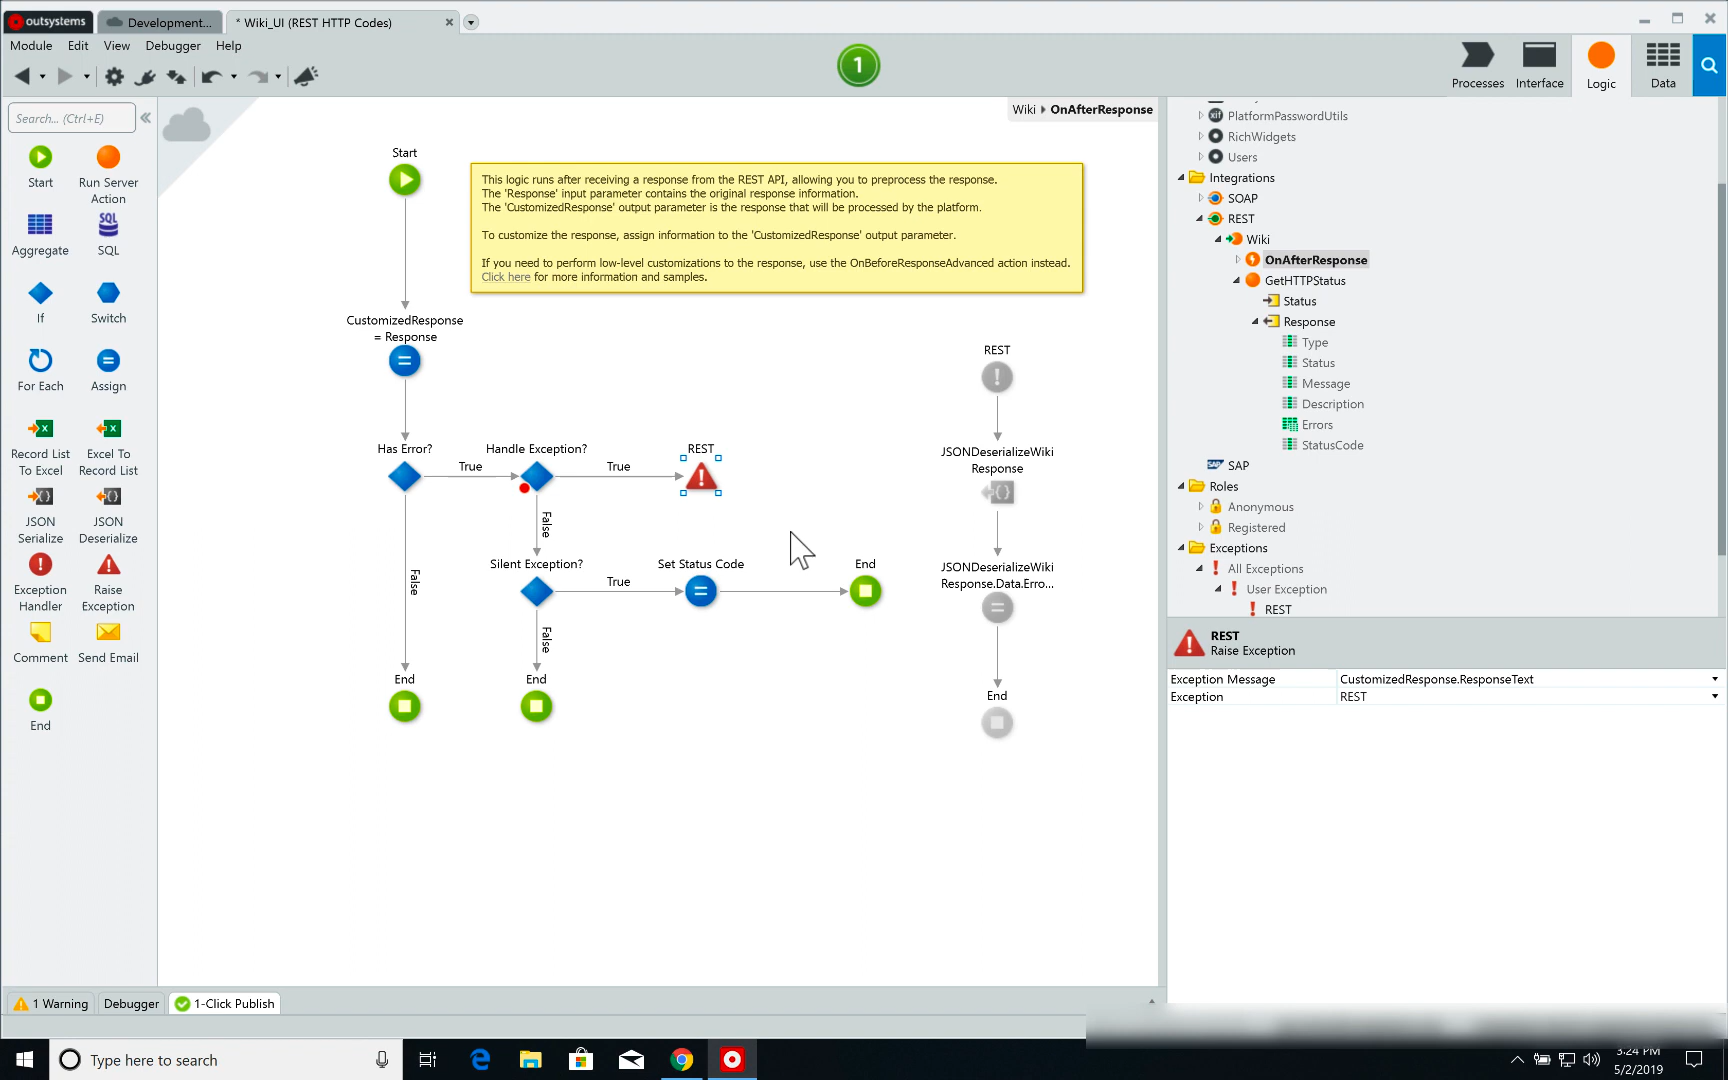 outsystems
Development...
* Wiki_UI (REST HTTP Codes)
Module Edit View Debugger Help
1
Processes
Interface
Logic
Data
Search... (Ctrl+E)
Start
Run Server
Action
Aggregate
SQL
SQL
If
Switch
For Each
Assign
Record List
To Excel
Excel To
Record List
JSON
Serialize
JSON
Deserialize
Exception
Handler
Raise
Exception
Comment
Send Email
End
Wiki OnAfterResponse
Start
This logic runs after receiving a response from the REST API, allowing you to preprocess the response.
The 'Response' input parameter contains the original response information.
The 'CustomizedResponse' output parameter is the response that will be processed by the platform.
To customize the response, assign information to the 'CustomizedResponse' output parameter.
If you need to perform low-level customizations to the response, use the OnBeforeResponseAdvanced action instead.
Click here for more information and samples.
CustomizedResponse
= Response
REST
Has Error?
True
Handle Exception?
True
REST
JSONDeserializeWiki
Response
False
False
Silent Exception?
True
Set Status Code
End
JSONDeserializeWiki
Response.Data.Erro...
False
End
End
End
PlatformPasswordUtils
RichWidgets
Users
Integrations
SOAP
REST
Wiki
OnAfterResponse
GetHTTPStatus
Status
Response
Type
Status
Message
Description
Errors
StatusCode
SAP
Roles
Anonymous
Registered
Exceptions
All Exceptions
User Exception
REST
REST
Raise Exception
Exception Message CustomizedResponse.ResponseText
Exception REST
1 Warning
Debugger
1-Click Publish
Type here to search
3:24 PM
5/2/2019